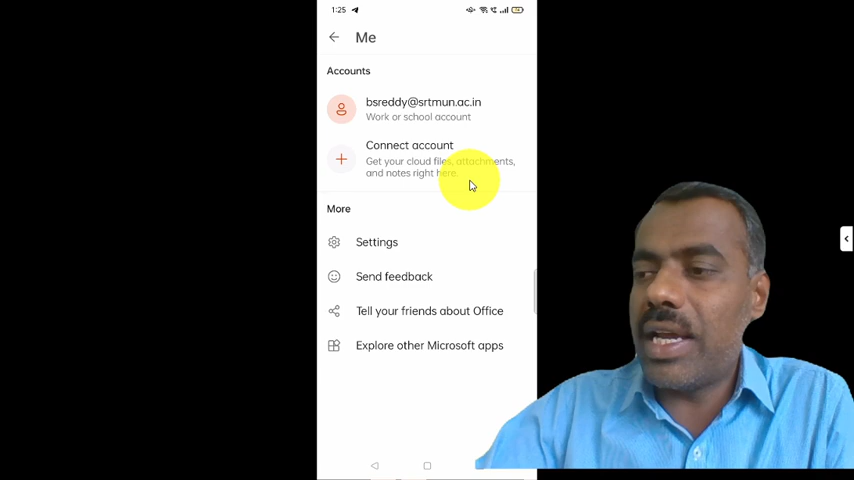 1:25
Me
Accounts
bsreddy@srtmun.ac.in
Work or school account
Connect account
Get your cloud files, attachments,
and notes right here.
More
Settings
Send feedback
Tell your friends about Office
Explore other Microsoft apps